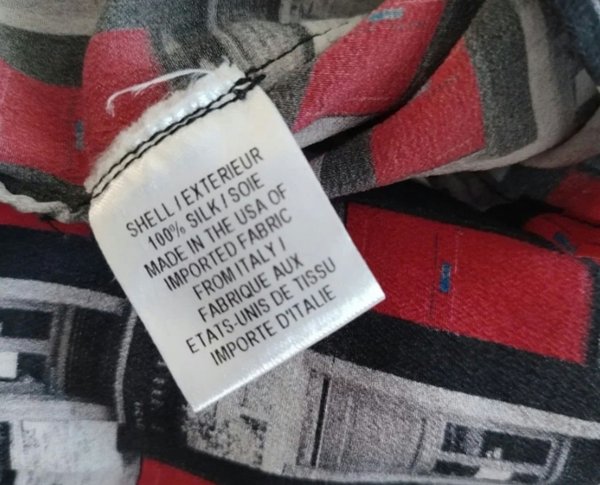 SHELL / EXTERIEUR
100% SILK / SOIE
MADE IN THE USA OF
IMPORTED FABRIC
FROM ITALY /
FABRIQUE AUX
ETATS-UNIS DE TISSU
IMPORTE D'ITALIE